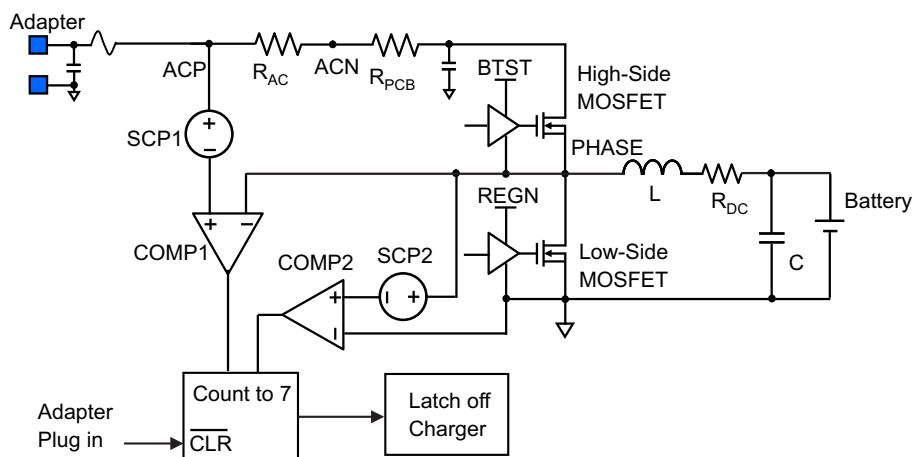 Adapter
ACP
R_AC
ACN
R_PCB
BTST
High-Side
MOSFET
SCP1
+
−
PHASE
+ −
COMP1
REGN
L
R_DC
Battery
COMP2
SCP2
+
− +
−
Low-Side
MOSFET
C
Count to 7
CLR
Adapter
Plug in
Latch off
Charger